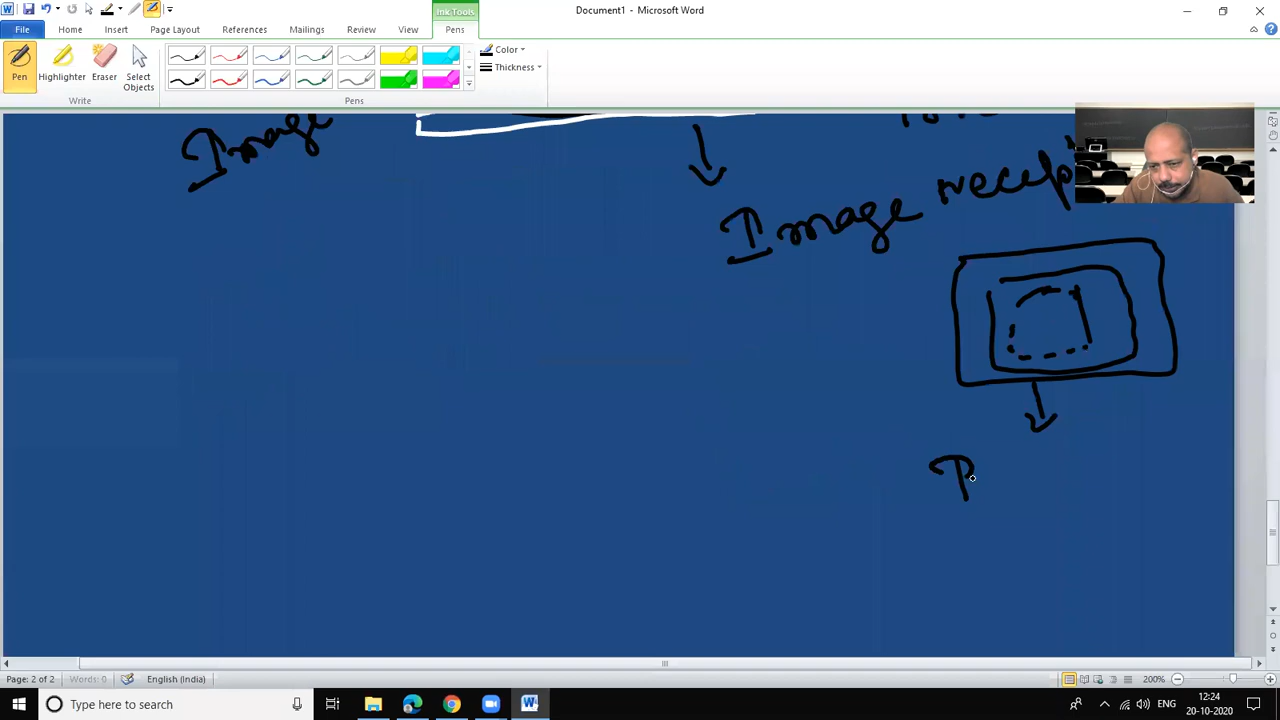 Document1 - Microsoft Word
Ink Tools
File
Home
Insert
Page Layout
References
Mailings
Review
View
Pens
Pen
Highlighter
Eraser
Select
Objects
Color
Thickness
Write
Pens
Image
Image
P
Page: 2 of 2
Words: 0
English (India)
200%
Type here to search
ENG
12:24
20-10-2020